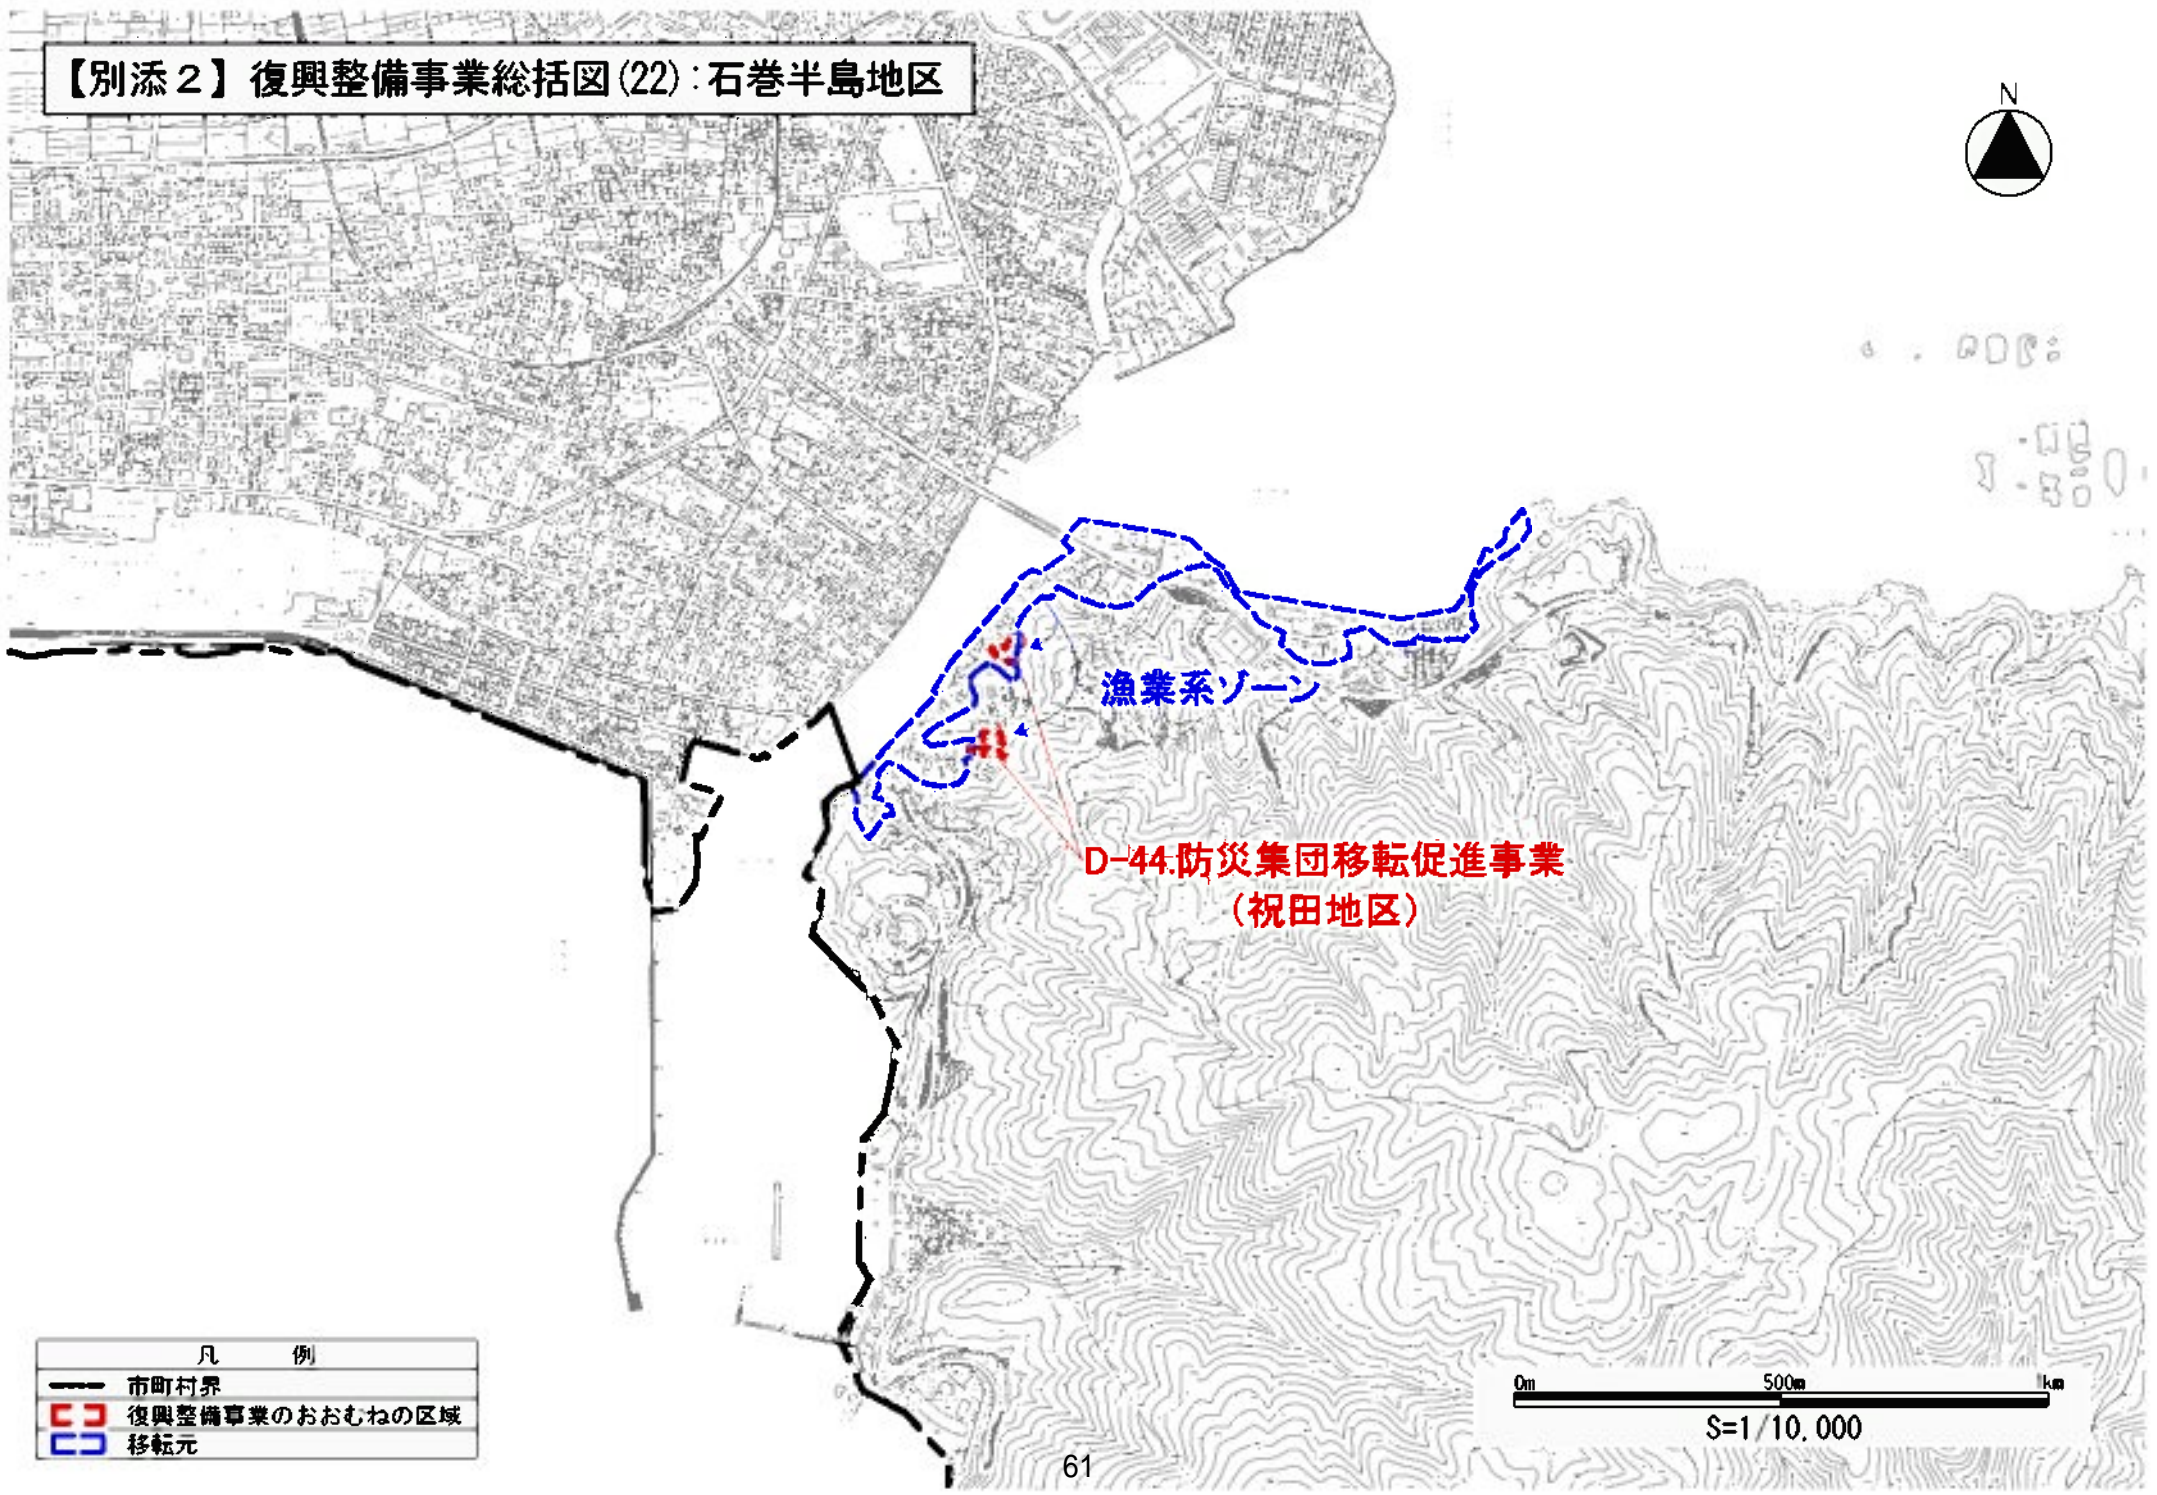 【別添２】復興整備事業総括図(22):石巻半島地区
N
漁業系ゾーン
D-44.防災集団移転促進事業
(祝田地区)
凡 例
市町村界
復興整備事業のおおむねの区域
移転元
0m 500m 1km
S=1/10,000
61